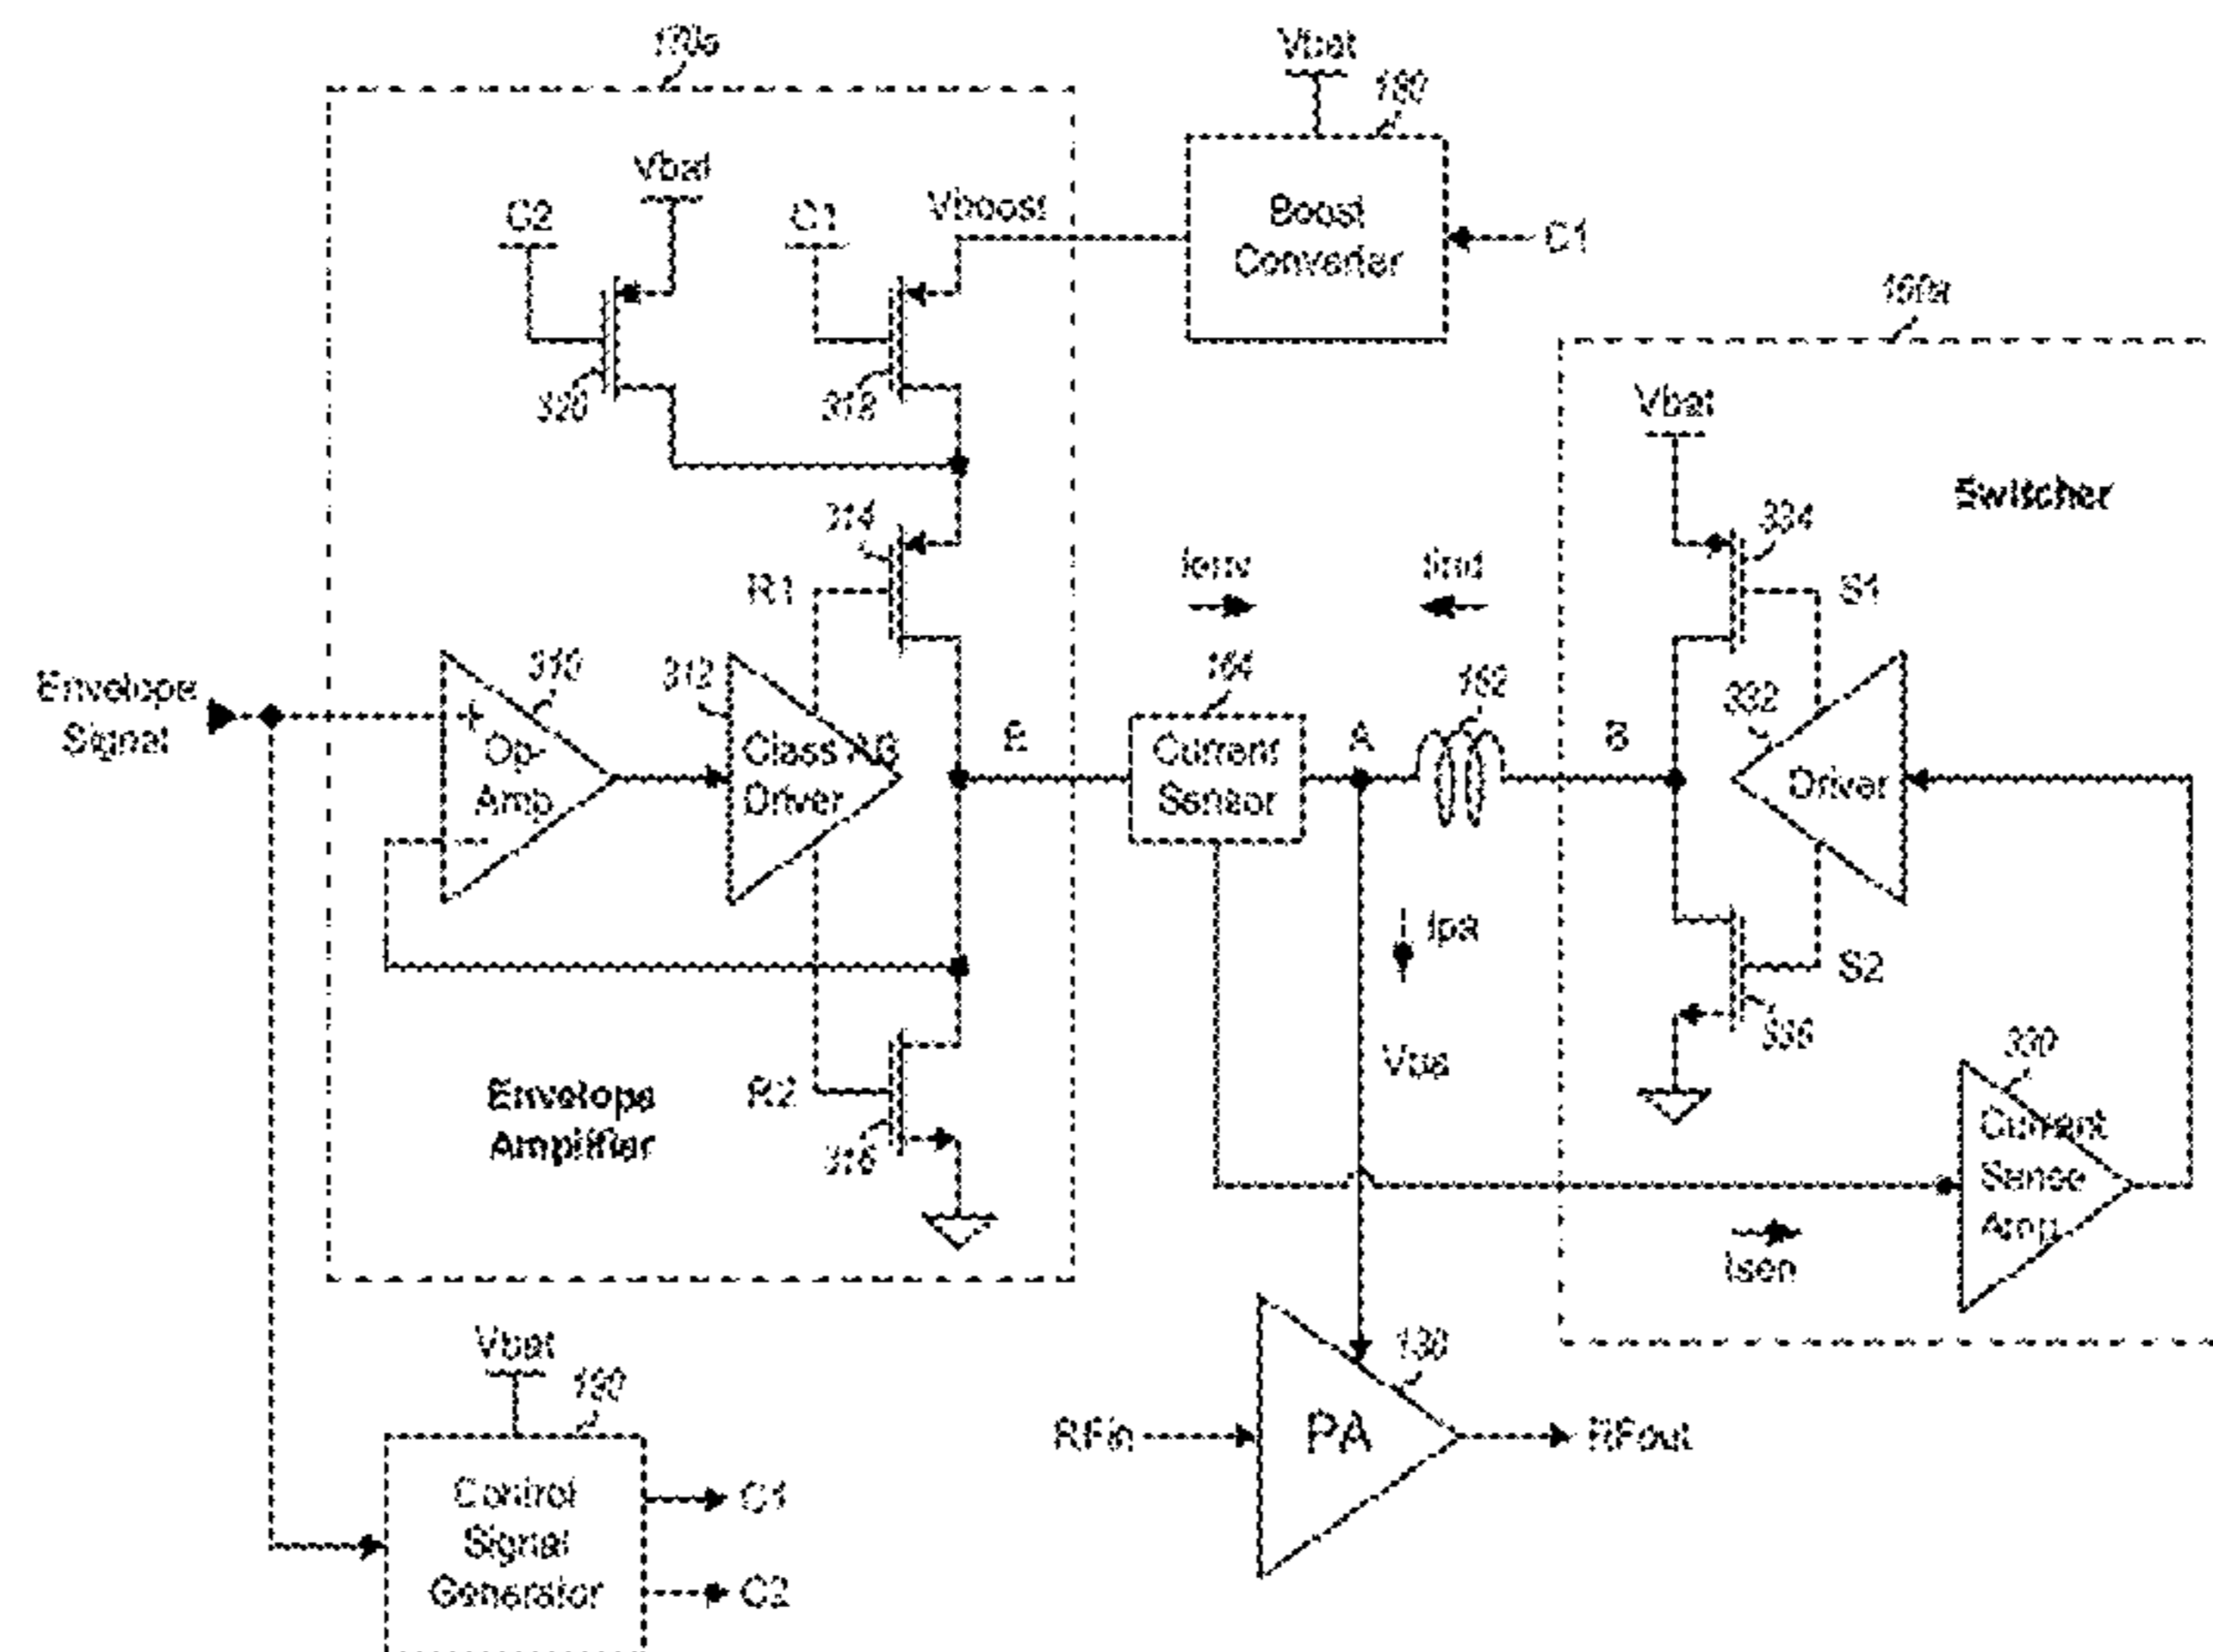 170a
Vbat
180
Vbat
C2
C1
Vboost
Boost
Converter
C1
160a
320
318
Vbat
Switcher
314
334
R1
Ienv
Iind
S1
Envelope
Signal
310
312
164
162
332
+
Op-
Amp
Class AB
Driver
E
Current
Sensor
A
B
Driver
Ipa
S2
336
Vpa
330
Envelope
Amplifier
R2
316
Current
Sense
Amp
Isen
Vbat
190
130
RFin
PA
RFout
Control
Signal
Generator
C1
C2